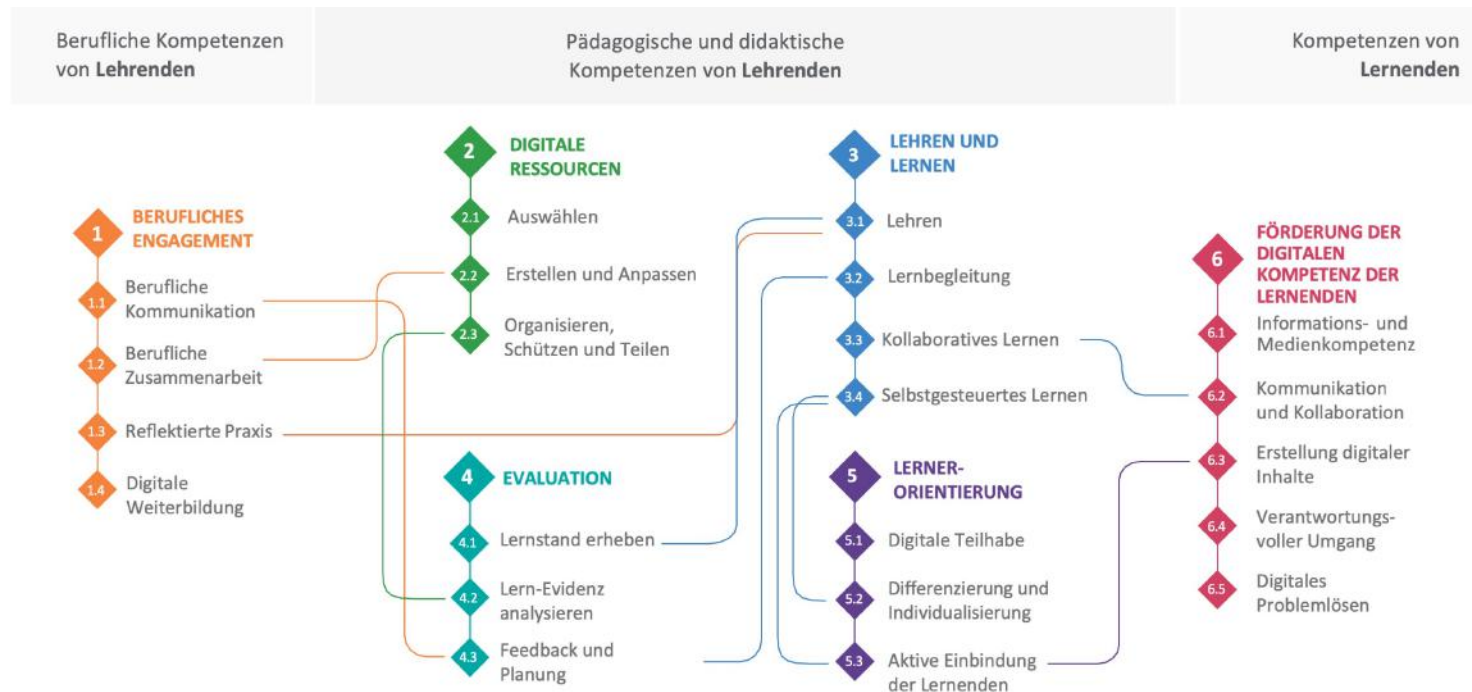 Berufliche Kompetenzen
von Lehrenden
Pädagogische und didaktische
Kompetenzen von Lehrenden
Kompetenzen von
Lernenden
1
BERUFLICHES
ENGAGEMENT
1.1
Berufliche
Kommunikation
1.2
Berufliche
Zusammenarbeit
1.3
Reflektierte Praxis
1.4
Digitale
Weiterbildung
2
DIGITALE
RESSOURCEN
2.1
Auswählen
2.2
Erstellen und Anpassen
2.3
Organisieren,
Schützen und Teilen
4
EVALUATION
4.1
Lernstand erheben
4.2
Lern-Evidenz
analysieren
4.3
Feedback und
Planung
3
LEHREN UND
LERNEN
3.1
Lehren
3.2
Lernbegleitung
3.3
Kollaboratives Lernen
3.4
Selbstgesteuertes Lernen
5
LERNER-
ORIENTIERUNG
5.1
Digitale Teilhabe
5.2
Differenzierung und
Individualisierung
5.3
Aktive Einbindung
der Lernenden
6
FÖRDERUNG DER
DIGITALEN
KOMPETENZ DER
LERNENDEN
6.1
Informations- und
Medienkompetenz
6.2
Kommunikation
und Kollaboration
6.3
Erstellung digitaler
Inhalte
6.4
Verantwortungs-
voller Umgang
6.5
Digitales
Problemlösen